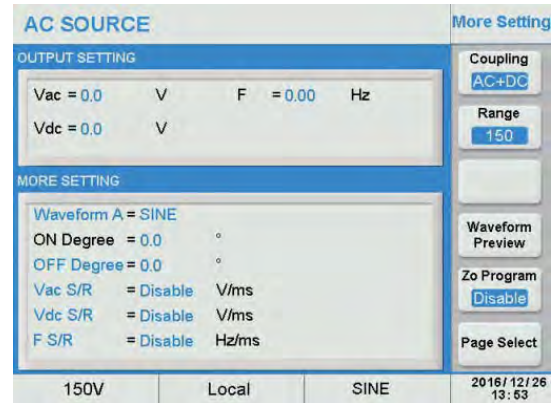 AC SOURCE
More Setting
OUTPUT SETTING
Vac = 0.0 V F = 0.00 Hz
Vdc = 0.0 V
MORE SETTING
Waveform A = SINE
ON Degree = 0.0 °
OFF Degree = 0.0 °
Vac S/R = Disable V/ms
Vdc S/R = Disable V/ms
F S/R = Disable Hz/ms
Coupling
AC+DC
Range
150
Waveform
Preview
Zo Program
Disable
Page Select
150V Local SINE
2016/12/26
13:53